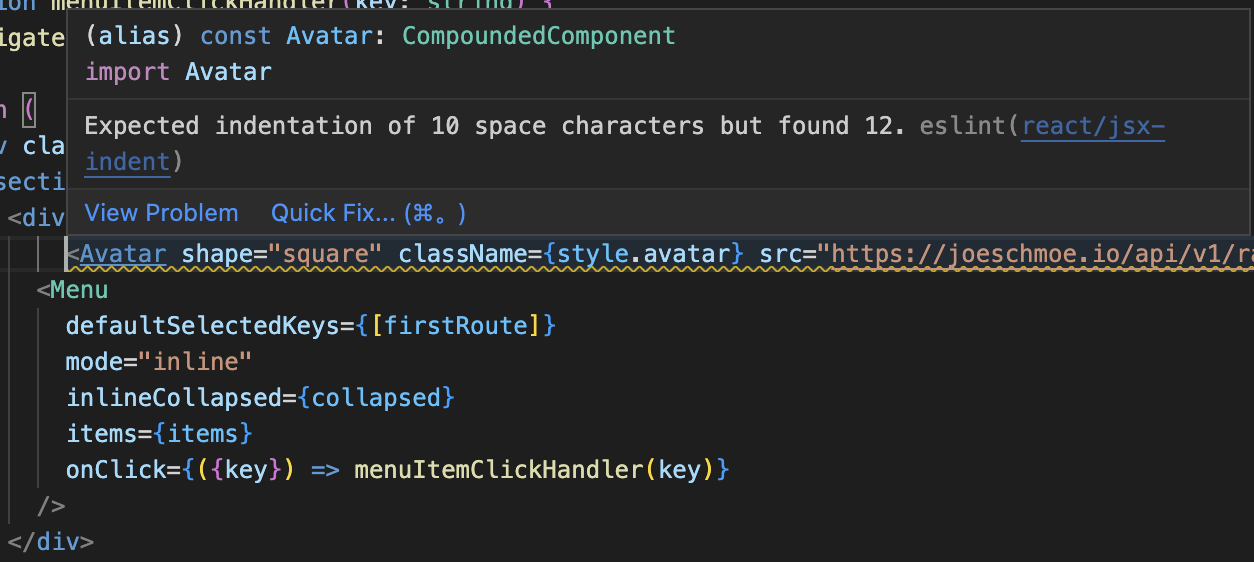 ion menuItemClickHandler(key: string) {
igate
(alias) const Avatar: CompoundedComponent
import Avatar
n (
Expected indentation of 10 space characters but found 12. eslint(react/jsx-
v cla
indent)
secti
<div
View Problem Quick Fix... (⌘。)
<Avatar shape="square" className={style.avatar} src="https://joeschmoe.io/api/v1/ra
<Menu
defaultSelectedKeys={[firstRoute]}
mode="inline"
inlineCollapsed={collapsed}
items={items}
onClick={({key}) => menuItemClickHandler(key)}
/>
</div>